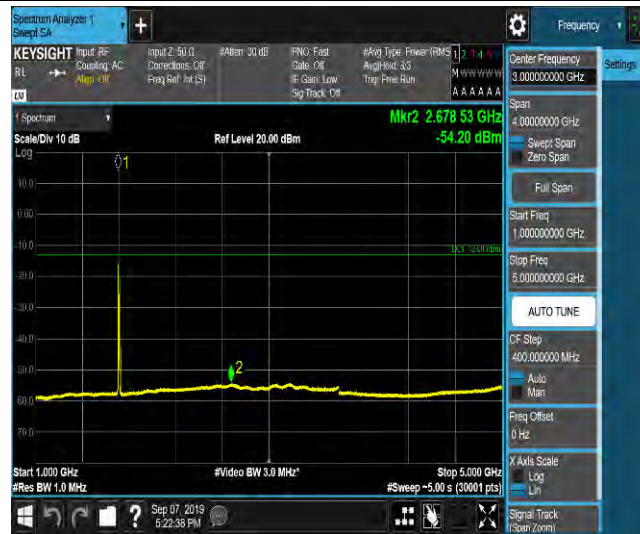 Spectrum Analyzer 1
Swept SA
+
Frequency
KEYSIGHT
RL
LXI
Input: RF
Coupling: AC
Align: Off
Input Z: 50 Ω
Corrections: Off
Freq Ref: Int (S)
#Atten: 30 dB
PNO: Fast
Gate: Off
IF Gain: Low
Sig Track: Off
#Avg Type: Power (RMS
Avg|Hold: 3/3
Trig: Free Run
1 2 3 4
M W W W W W
A A A A A A
1 Spectrum
Scale/Div 10 dB
Log
Ref Level 20.00 dBm
Mkr2 2.678 53 GHz
-54.20 dBm
1
10.0
0.00
-10.0
DL1 -13.00 dBm
-20.0
-30.0
-40.0
-50.0
2
-60.0
-70.0
Start 1.000 GHz
#Res BW 1.0 MHz
#Video BW 3.0 MHz*
Stop 5.000 GHz
#Sweep ~5.00 s (30001 pts)
?
Sep 07, 2019
5:22:38 PM
Center Frequency
3.000000000 GHz
Settings
Span
4.00000000 GHz
Swept Span
Zero Span
Full Span
Start Freq
1.000000000 GHz
Stop Freq
5.000000000 GHz
AUTO TUNE
CF Step
400.000000 MHz
Auto
Man
Freq Offset
0 Hz
X Axis Scale
Log
Lin
Signal Track
(Span Zoom)